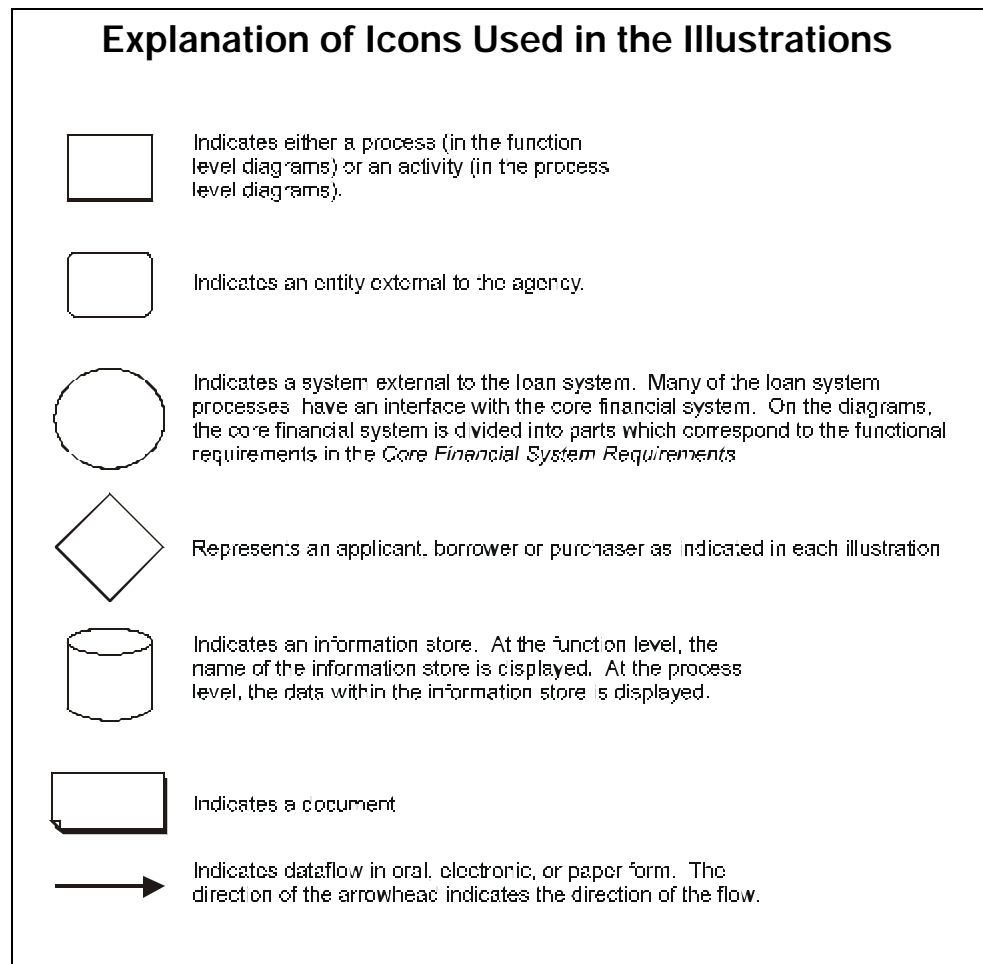 Explanation of Icons Used in the Illustrations
Indicates either a process (in the function
level diagrams) or an activity (in the process
level diagrams).
Indicates an entity external to the agency.
Indicates a system external to the loan system. Many of the loan system
processes have an interface with the core financial system. On the diagrams,
the core financial system is divided into parts which correspond to the functional
requirements in the Core Financial System Requirements
Represents an applicant, borrower or purchaser as indicated in each illustration
Indicates an information store. At the function level, the
name of the information store is displayed. At the process
level, the data within the information store is displayed.
Indicates a document
Indicates dataflow in oral, electronic, or paper form. The
direction of the arrowhead indicates the direction of the flow.